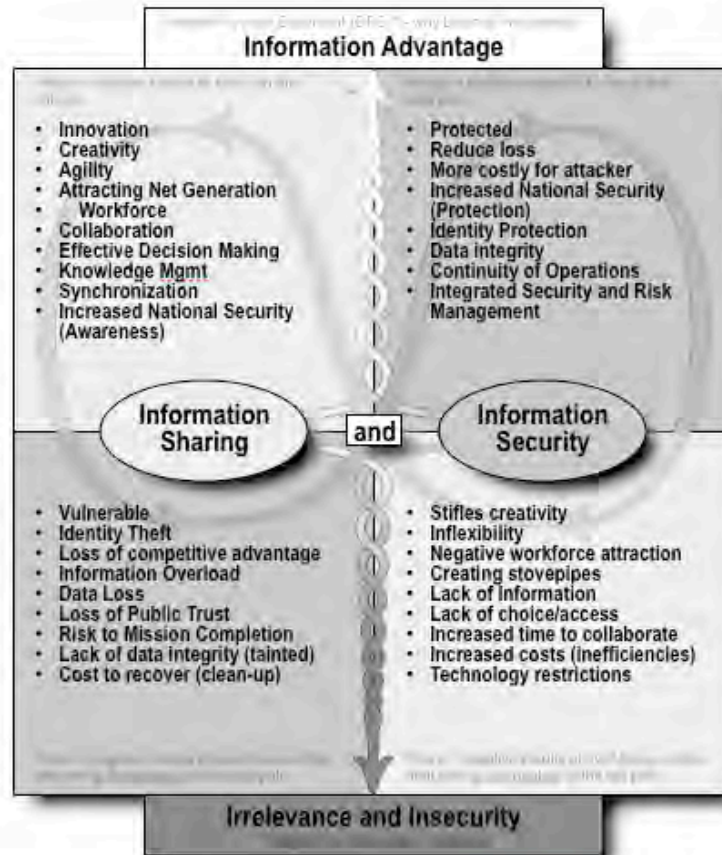 Information Advantage
• Innovation
• Creativity
• Agility
• Attracting Net Generation
• Workforce
• Collaboration
• Effective Decision Making
• Knowledge Mgmt
• Synchronization
• Increased National Security
(Awareness)
• Protected
• Reduce loss
• More costly for attacker
• Increased National Security
(Protection)
• Identity Protection
• Data integrity
• Continuity of Operations
• Integrated Security and Risk
Management
Information
Sharing
and
Information
Security
• Vulnerable
• Identity Theft
• Loss of competitive advantage
• Information Overload
• Data Loss
• Loss of Public Trust
• Risk to Mission Completion
• Lack of data integrity (tainted)
• Cost to recover (clean-up)
• Stifles creativity
• Inflexibility
• Negative workforce attraction
• Creating stovepipes
• Lack of Information
• Lack of choice/access
• Increased time to collaborate
• Increased costs (inefficiencies)
• Technology restrictions
Irrelevance and Insecurity